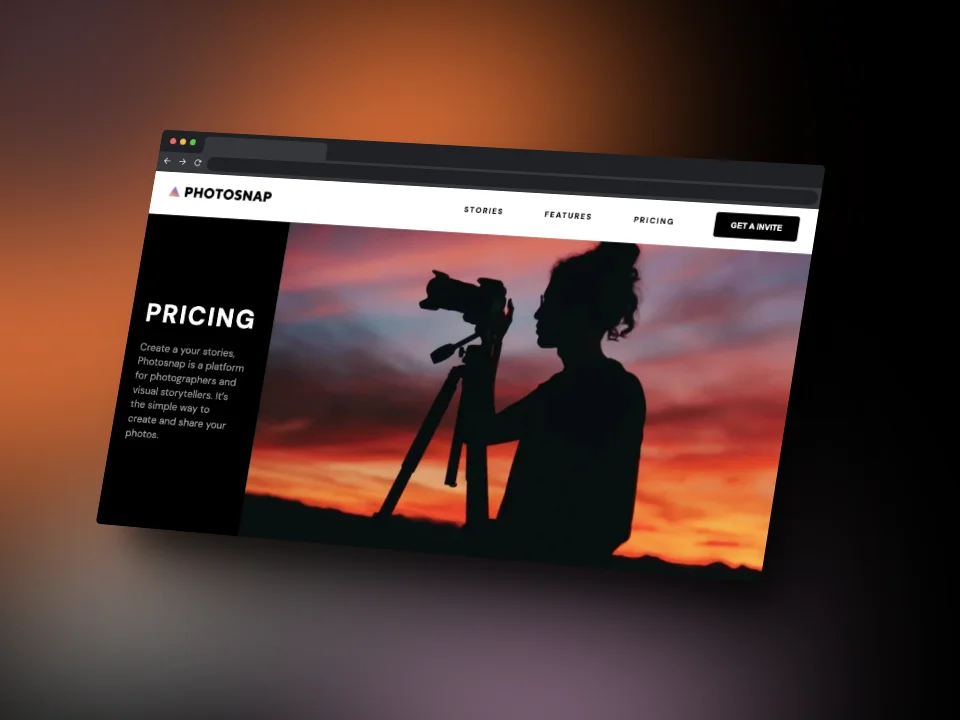 PHOTOSNAP
STORIES
FEATURES
PRICING
GET A INVITE
PRICING
Create a your stories,
Photosnap is a platform
for photographers and
visual storytellers. It's
the simple way to
create and share your
photos.